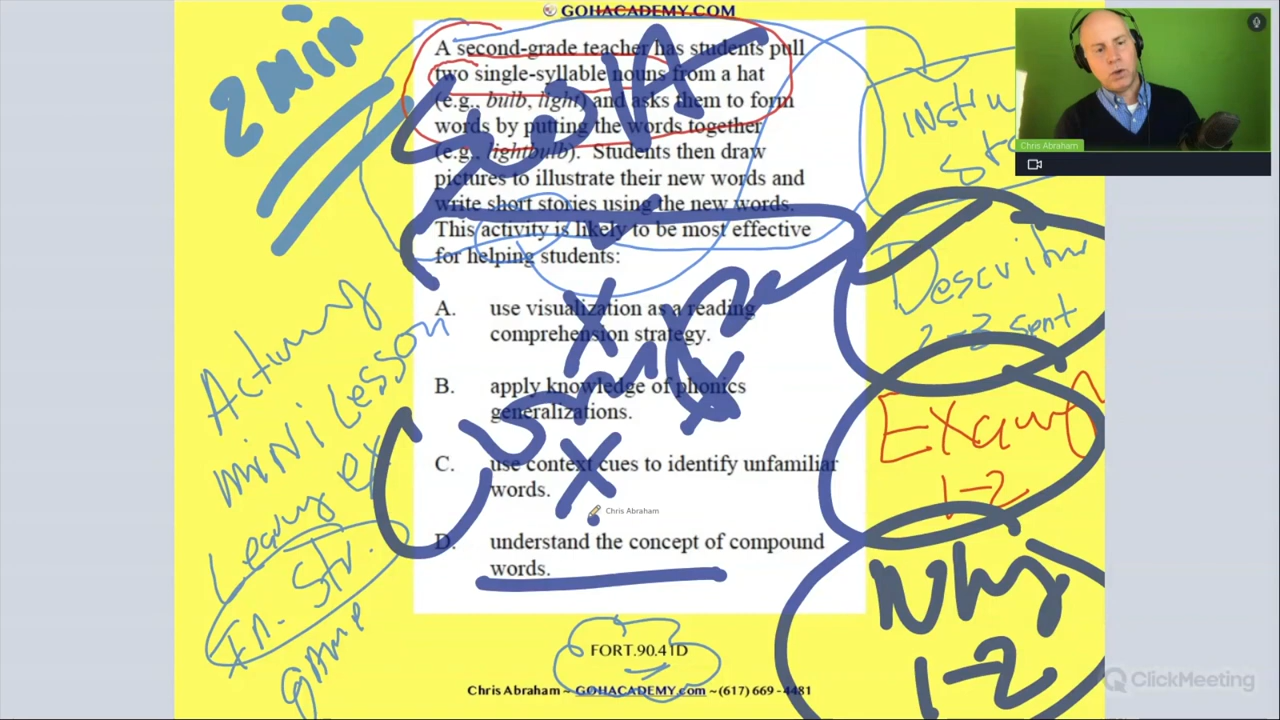 GOHACADEMY.COM
2 min
A second-grade teacher has students pull
two single-syllable nouns from a hat
(e.g., bulb, light) and asks them to form
words by putting the words together
(e.g., lightbulb). Students then draw
pictures to illustrate their new words and
write short stories using the new words.
This activity is likely to be most effective
for helping students:
A. use visualization as a reading
comprehension strategy.
B. apply knowledge of phonics
generalizations.
C. use context cues to identify unfamiliar
words.
D. understand the concept of compound
words.
Chris Abraham
Chris Abraham
2-3 sent
1-2
Why
1-2
Mini Lesson
In. Str.
game
FORT.90.41D
Chris Abraham ~ GOHACADEMY.com ~(617) 669 - 4481
ClickMeeting